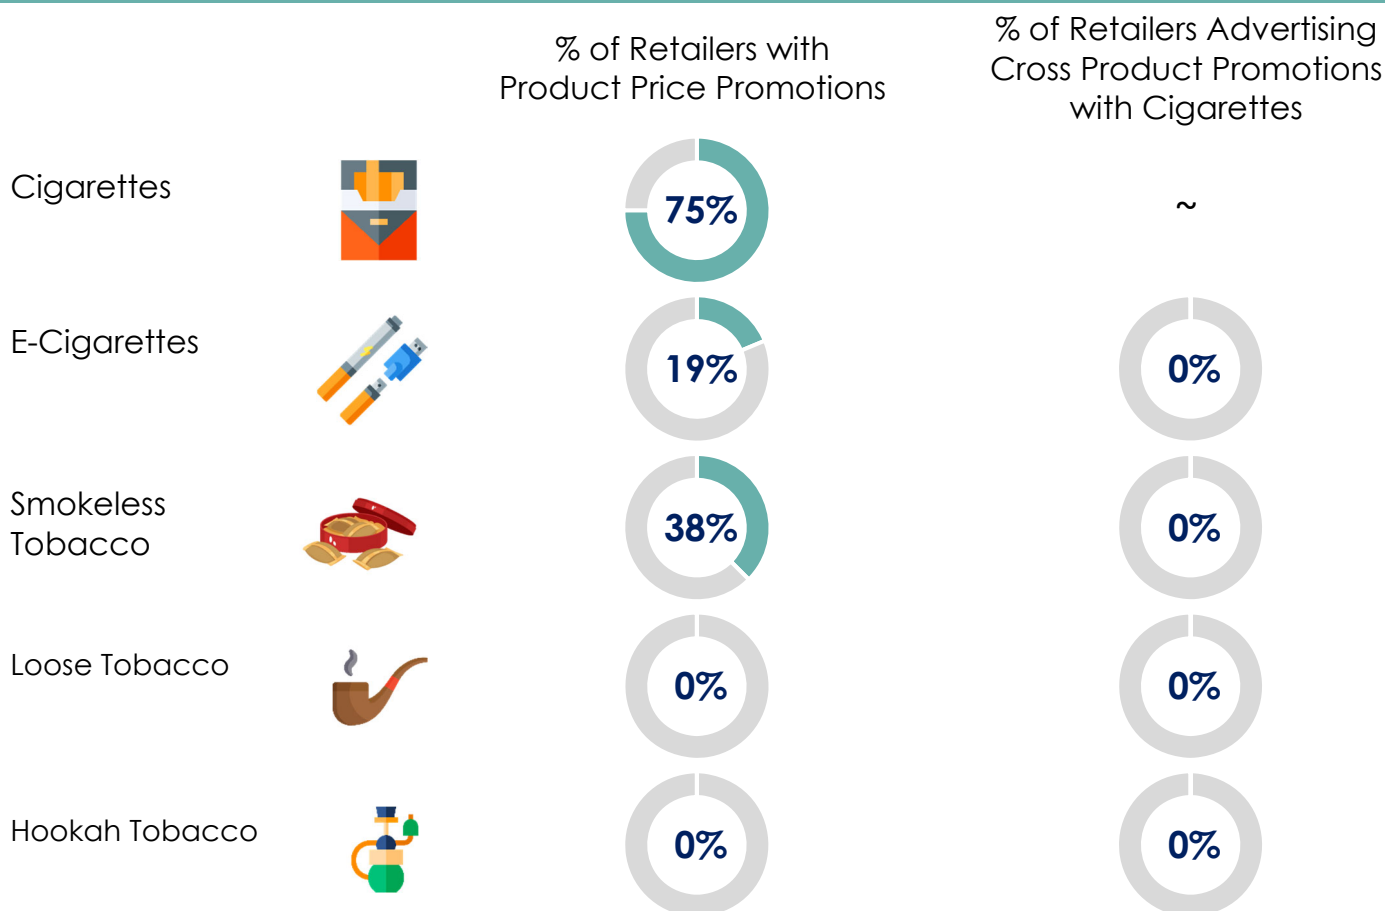 % of Retailers with
Product Price Promotions
% of Retailers Advertising
Cross Product Promotions
with Cigarettes
Cigarettes
75%
~
E-Cigarettes
19%
0%
Smokeless
Tobacco
38%
0%
Loose Tobacco
0%
0%
Hookah Tobacco
0%
0%